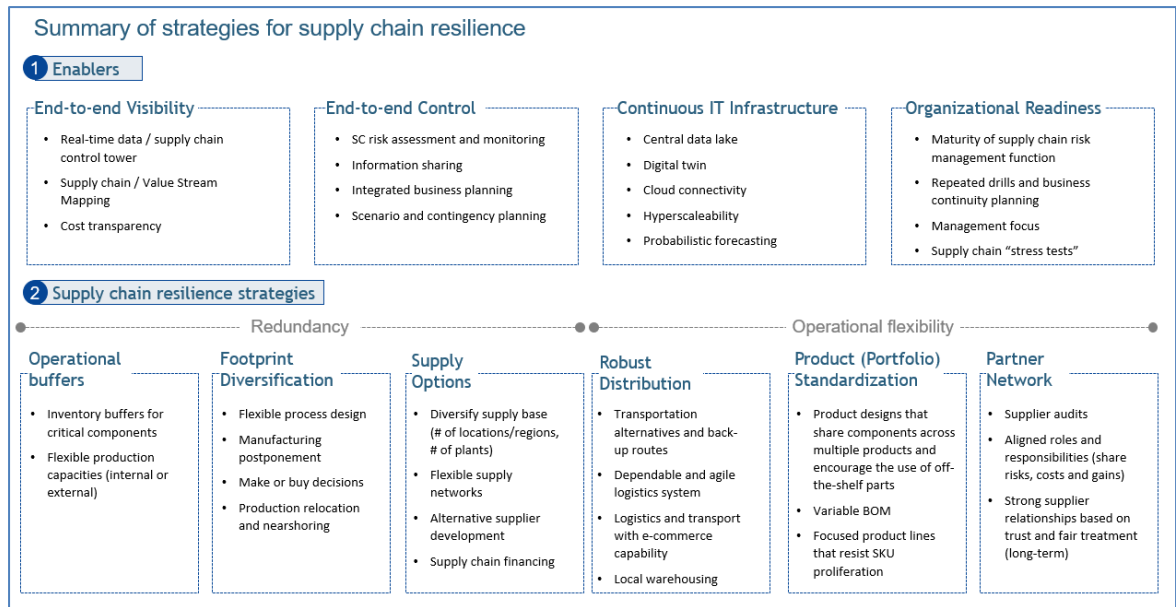 Summary of strategies for supply chain resilience
1 Enablers
End-to-end Visibility
• Real-time data / supply chain
control tower
• Supply chain / Value Stream
Mapping
• Cost transparency
End-to-end Control
• SC risk assessment and monitoring
• Information sharing
• Integrated business planning
• Scenario and contingency planning
Continuous IT Infrastructure
• Central data lake
• Digital twin
• Cloud connectivity
• Hyperscaleability
• Probabilistic forecasting
Organizational Readiness
• Maturity of supply chain risk
management function
• Repeated drills and business
continuity planning
• Management focus
• Supply chain “stress tests”
2 Supply chain resilience strategies
Redundancy
Operational flexibility
Operational
buffers
• Inventory buffers for
critical components
• Flexible production
capacities (internal or
external)
Footprint
Diversification
• Flexible process design
• Manufacturing
postponement
• Make or buy decisions
• Production relocation
and nearshoring
Supply
Options
• Diversify supply base
(# of locations/regions,
# of plants)
• Flexible supply
networks
• Alternative supplier
development
• Supply chain financing
Robust
Distribution
• Transportation
alternatives and back-
up routes
• Dependable and agile
logistics system
• Logistics and transport
with e-commerce
capability
• Local warehousing
Product (Portfolio)
Standardization
• Product designs that
share components across
multiple products and
encourage the use of off-
the-shelf parts
• Variable BOM
• Focused product lines
that resist SKU
proliferation
Partner
Network
• Supplier audits
• Aligned roles and
responsibilities (share
risks, costs and gains)
• Strong supplier
relationships based on
trust and fair treatment
(long-term)